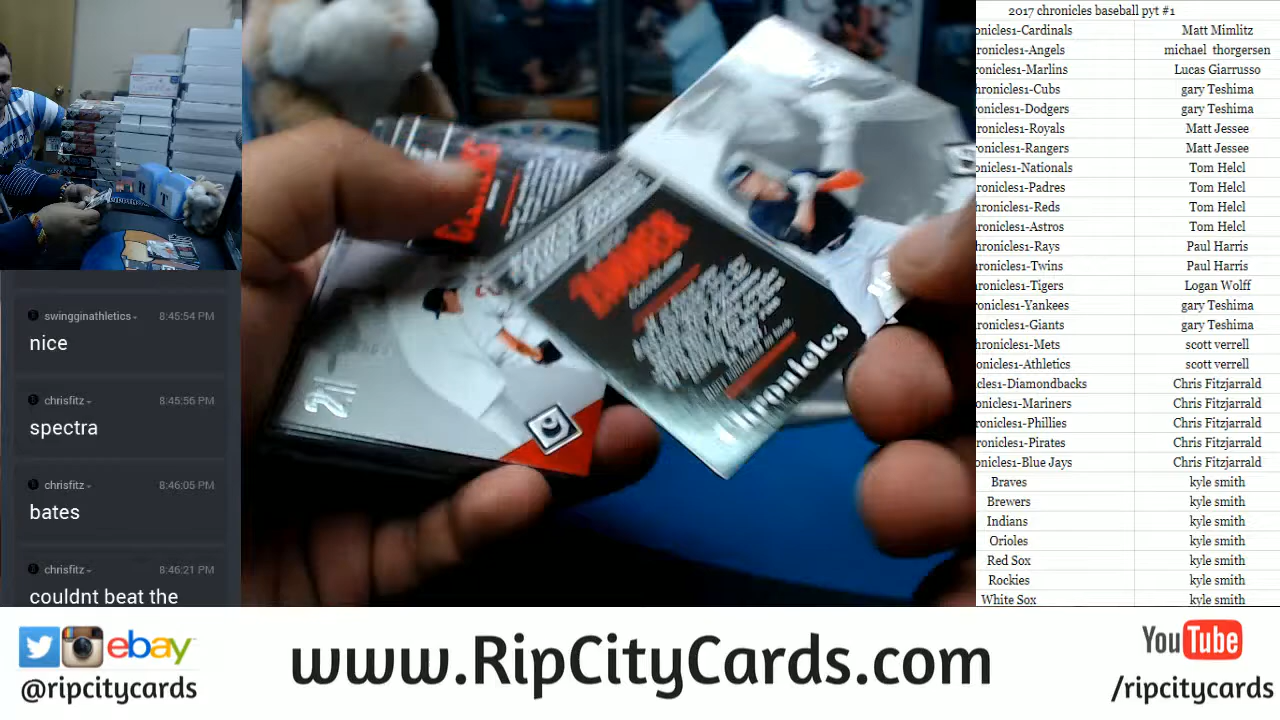 2017 chronicles baseball pyt #1
onicles1-Cardinals Matt Mimlitz
ronicles1-Angels michael thorgersen
ronicles1-Marlins Lucas Giarrusso
hronicles1-Cubs gary Teshima
ronicles1-Dodgers gary Teshima
ronicles1-Royals Matt Jessee
ronicles1-Rangers Matt Jessee
onicles1-Nationals Tom Helcl
ronicles1-Padres Tom Helcl
hronicles1-Reds Tom Helcl
ronicles1-Astros Tom Helcl
hronicles1-Rays Paul Harris
ronicles1-Twins Paul Harris
ronicles1-Tigers Logan Wolff
ronicles1-Yankees gary Teshima
ronicles1-Giants gary Teshima
hronicles1-Mets scott verrell
onicles1-Athletics scott verrell
cles1-Diamondbacks Chris Fitzjarrald
onicles1-Mariners Chris Fitzjarrald
onicles1-Phillies Chris Fitzjarrald
ronicles1-Pirates Chris Fitzjarrald
onicles1-Blue Jays Chris Fitzjarrald
Braves kyle smith
Brewers kyle smith
Indians kyle smith
Orioles kyle smith
Red Sox kyle smith
Rockies kyle smith
White Sox kyle smith
swingginathletics 8:45:54 PM
nice
chrisfitz 8:45:56 PM
spectra
chrisfitz 8:46:05 PM
bates
chrisfitz 8:46:21 PM
couldnt beat the
R
T
hronicles
ebay
@ripcitycards
www.RipCityCards.com
YouTube
/ripcitycards